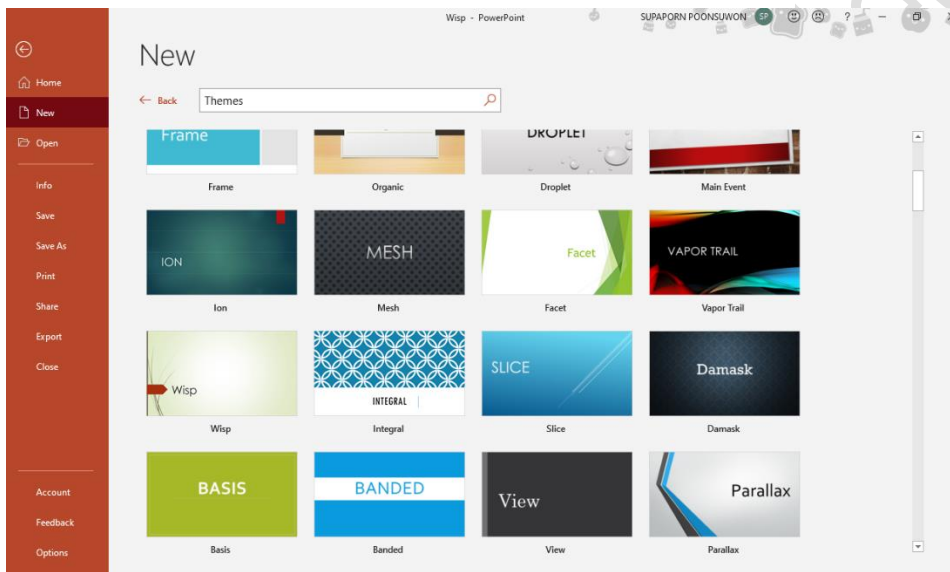 Wisp - PowerPoint
SUPAPORN POONSUWON SP ?
New
Home
New
Open
Info
Save
Save As
Print
Share
Export
Close
Account
Feedback
Options
Back Themes
Frame DROPLET
Frame Organic Droplet Main Event
ION MESH Facet VAPOR TRAIL
Ion Mesh Facet Vapor Trail
Wisp INTEGRAL SLICE Damask
Wisp Integral Slice Damask
BASIS BANDED View Parallax
Basis Banded View Parallax